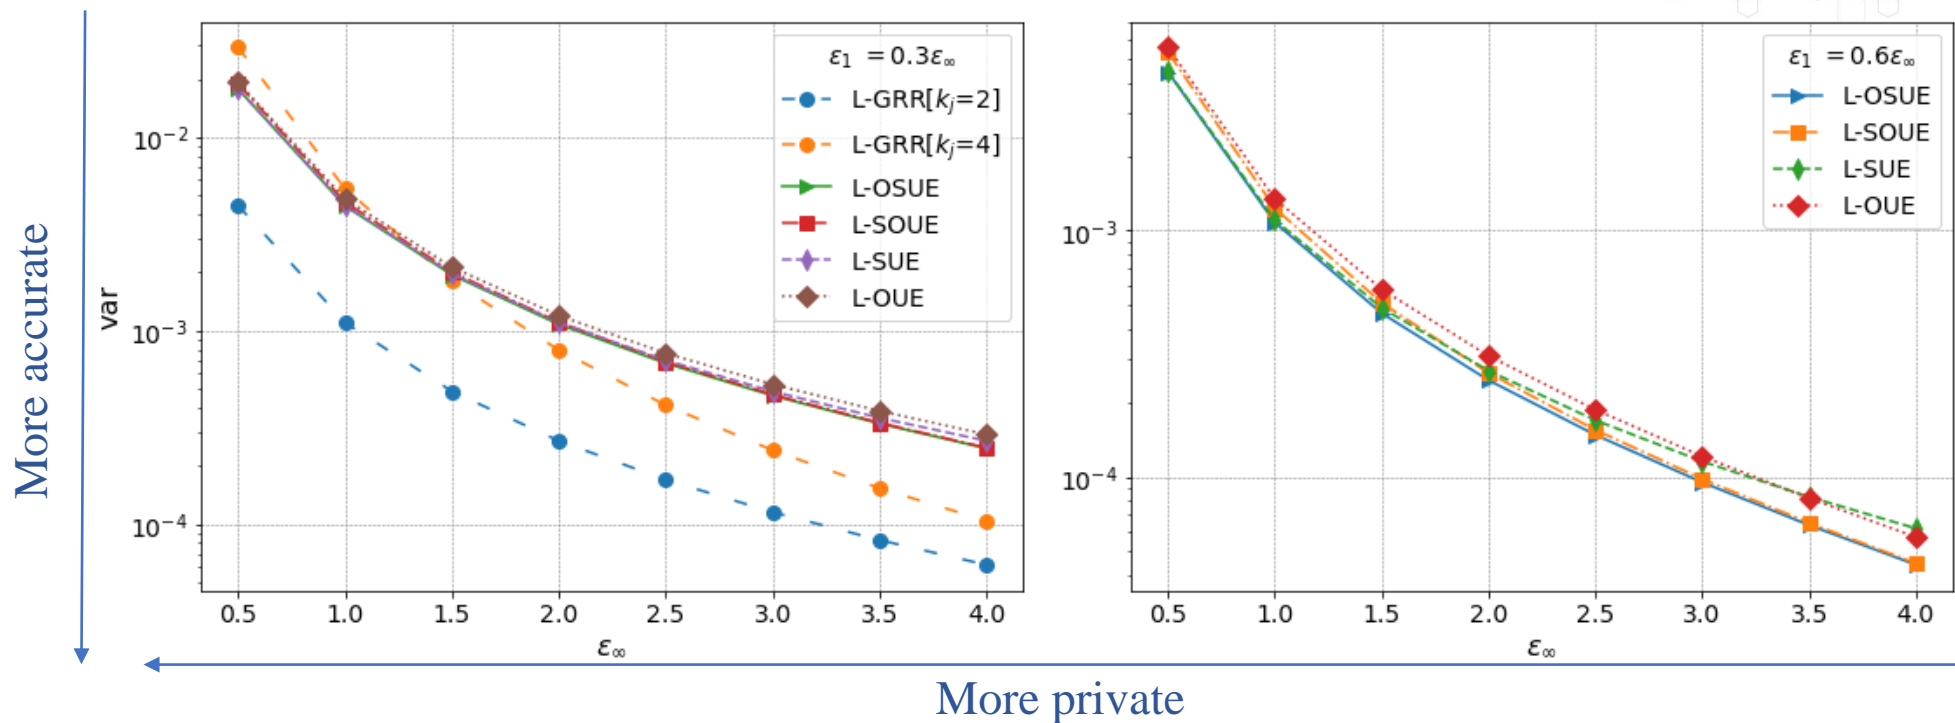 More accurate
var
10⁻²
10⁻³
10⁻⁴
0.5 1.0 1.5 2.0 2.5 3.0 3.5 4.0
ε∞
ε₁ = 0.3ε∞
L-GRR[kⱼ=2]
L-GRR[kⱼ=4]
L-OSUE
L-SOUE
L-SUE
L-OUE
10⁻³
10⁻⁴
0.5 1.0 1.5 2.0 2.5 3.0 3.5 4.0
ε∞
ε₁ = 0.6ε∞
L-OSUE
L-SOUE
L-SUE
L-OUE
More private